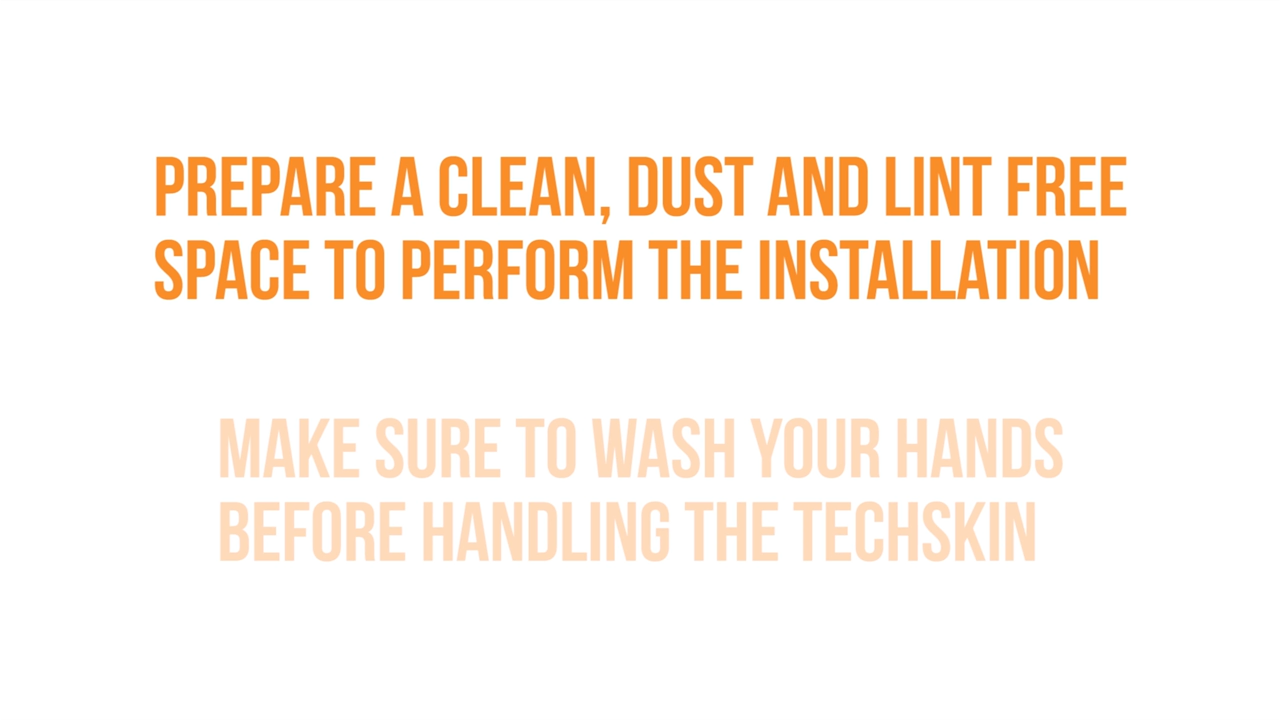 PREPARE A CLEAN, DUST AND LINT FREE
SPACE TO PERFORM THE INSTALLATION
MAKE SURE TO WASH YOUR HANDS
BEFORE HANDLING THE TECHSKIN